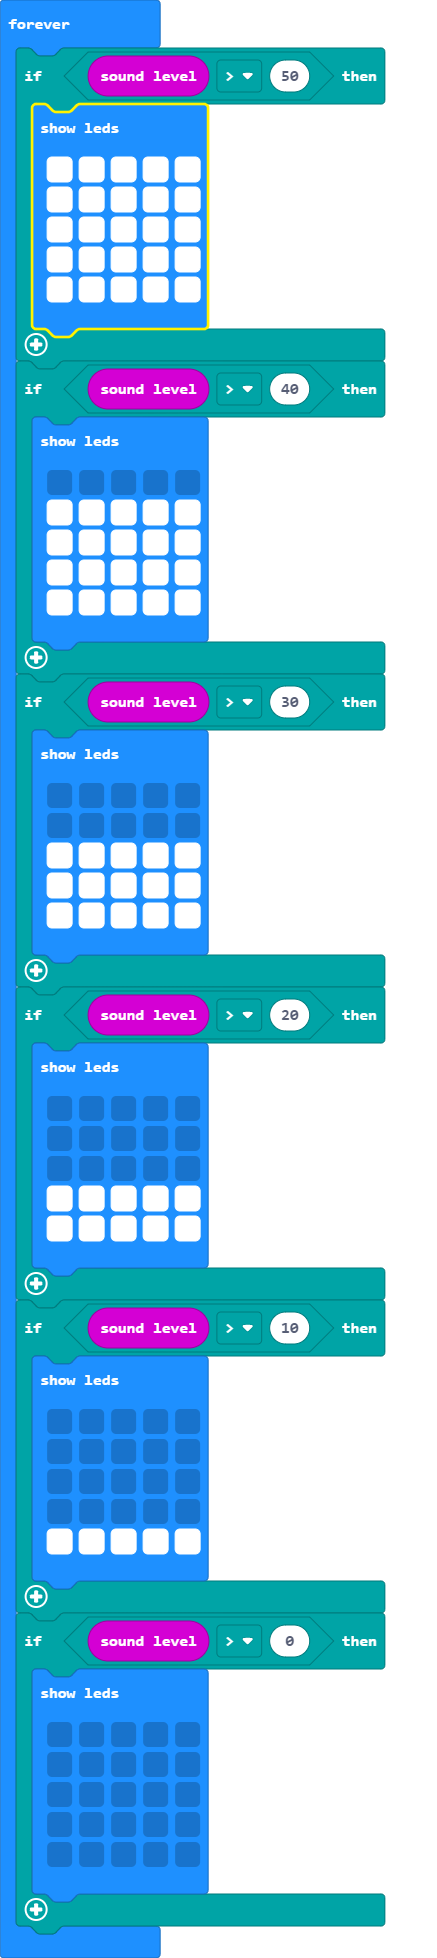 forever
if sound level > 50 then
show leds
if sound level > 40 then
show leds
if sound level > 30 then
show leds
if sound level > 20 then
show leds
if sound level > 10 then
show leds
if sound level > 0 then
show leds